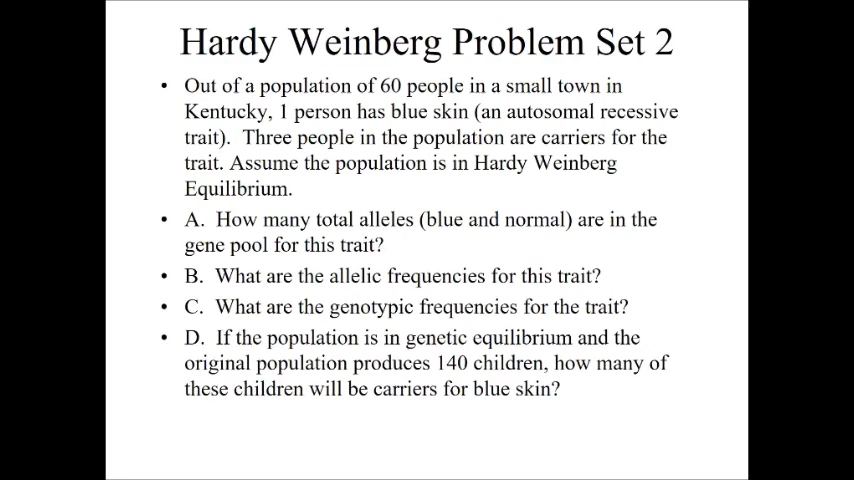 Hardy Weinberg Problem Set 2
• Out of a population of 60 people in a small town in
Kentucky, 1 person has blue skin (an autosomal recessive
trait). Three people in the population are carriers for the
trait. Assume the population is in Hardy Weinberg
Equilibrium.
• A. How many total alleles (blue and normal) are in the
gene pool for this trait?
• B. What are the allelic frequencies for this trait?
• C. What are the genotypic frequencies for the trait?
• D. If the population is in genetic equilibrium and the
original population produces 140 children, how many of
these children will be carriers for blue skin?